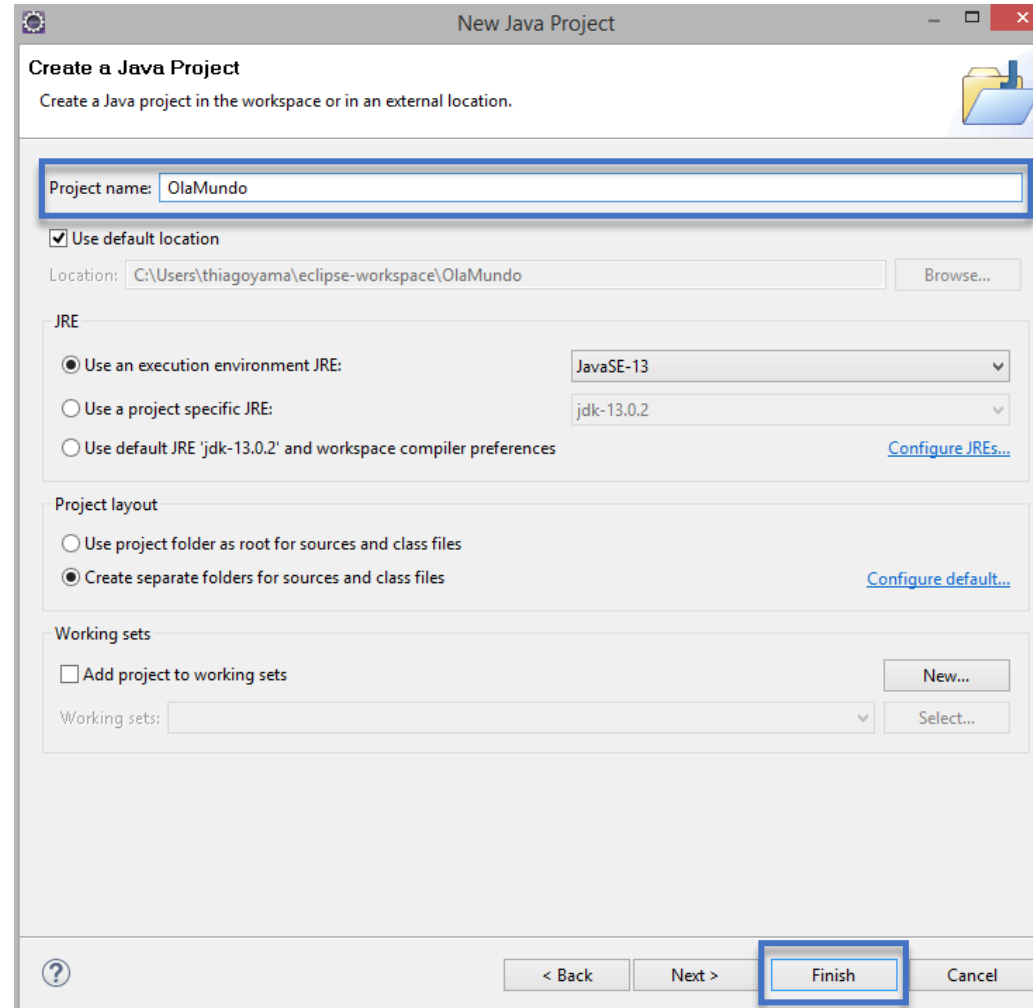 New Java Project
Create a Java Project
Create a Java project in the workspace or in an external location.
Project name: OlaMundo
Use default location
Location: C:\Users\thiagoyama\eclipse-workspace\OlaMundo Browse...
JRE
Use an execution environment JRE: JavaSE-13
Use a project specific JRE: jdk-13.0.2
Use default JRE 'jdk-13.0.2' and workspace compiler preferences Configure JREs...
Project layout
Use project folder as root for sources and class files
Create separate folders for sources and class files Configure default...
Working sets
Add project to working sets New...
Working sets: Select...
? < Back Next > Finish Cancel